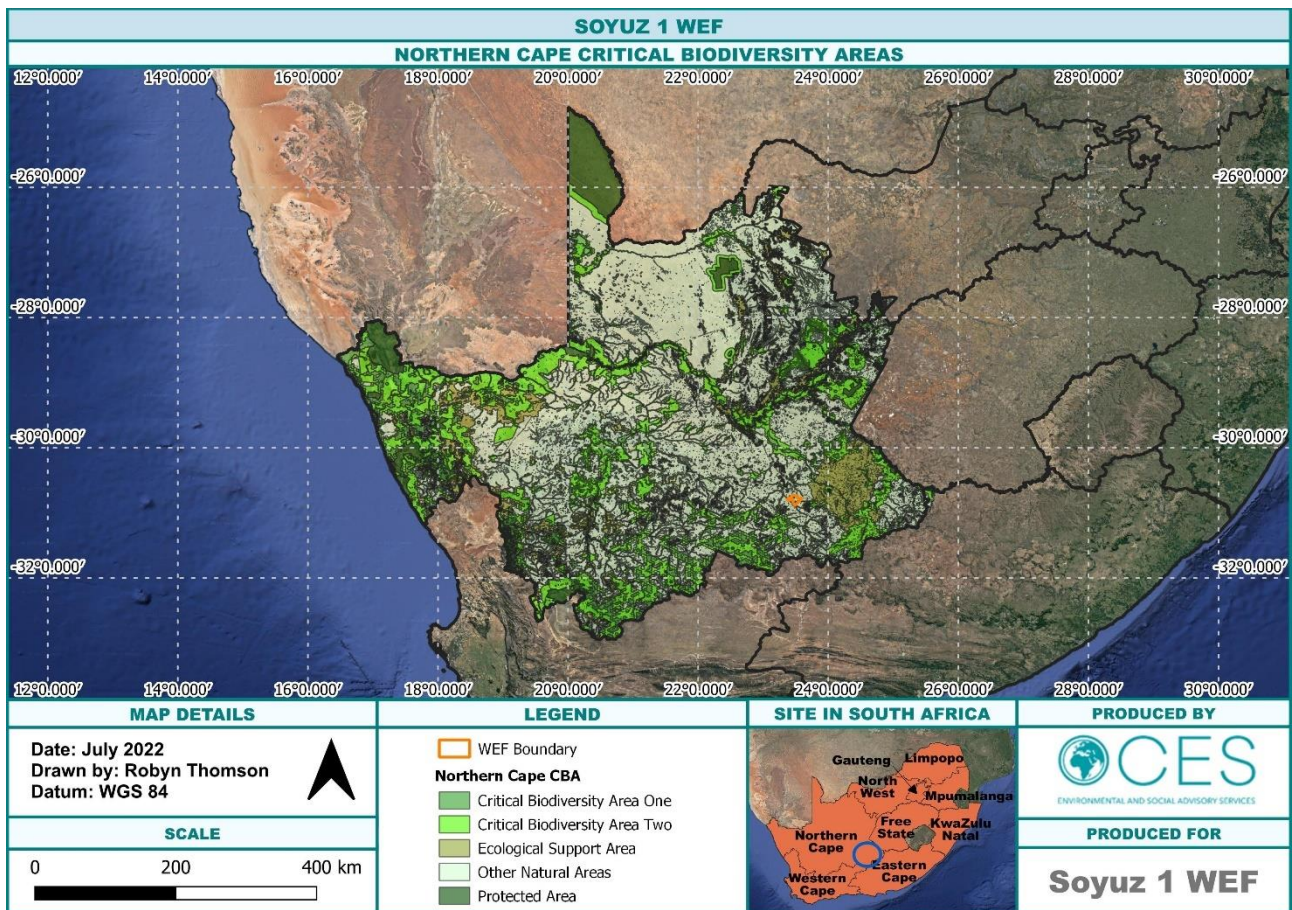 SOYUZ 1 WEF
NORTHERN CAPE CRITICAL BIODIVERSITY AREAS
12°0.000′ 14°0.000′ 16°0.000′ 18°0.000′ 20°0.000′ 22°0.000′ 24°0.000′ 26°0.000′ 28°0.000′ 30°0.000′
-26°0.000′ -26°0.000′
-28°0.000′ -28°0.000′
-30°0.000′ -30°0.000′
-32°0.000′ -32°0.000′
12°0.000′ 14°0.000′ 16°0.000′ 18°0.000′ 20°0.000′ 22°0.000′ 24°0.000′ 26°0.000′ 28°0.000′ 30°0.000′
MAP DETAILS
Date: July 2022
Drawn by: Robyn Thomson
Datum: WGS 84
SCALE
0 200 400 km
LEGEND
WEF Boundary
Northern Cape CBA
Critical Biodiversity Area One
Critical Biodiversity Area Two
Ecological Support Area
Other Natural Areas
Protected Area
SITE IN SOUTH AFRICA
Gauteng
Limpopo
North
West
Mpumalanga
Free
State
KwaZulu
Natal
Northern
Cape
Eastern
Cape
Western
Cape
PRODUCED BY
CES
ENVIRONMENTAL AND SOCIAL ADVISORY SERVICES
PRODUCED FOR
Soyuz 1 WEF